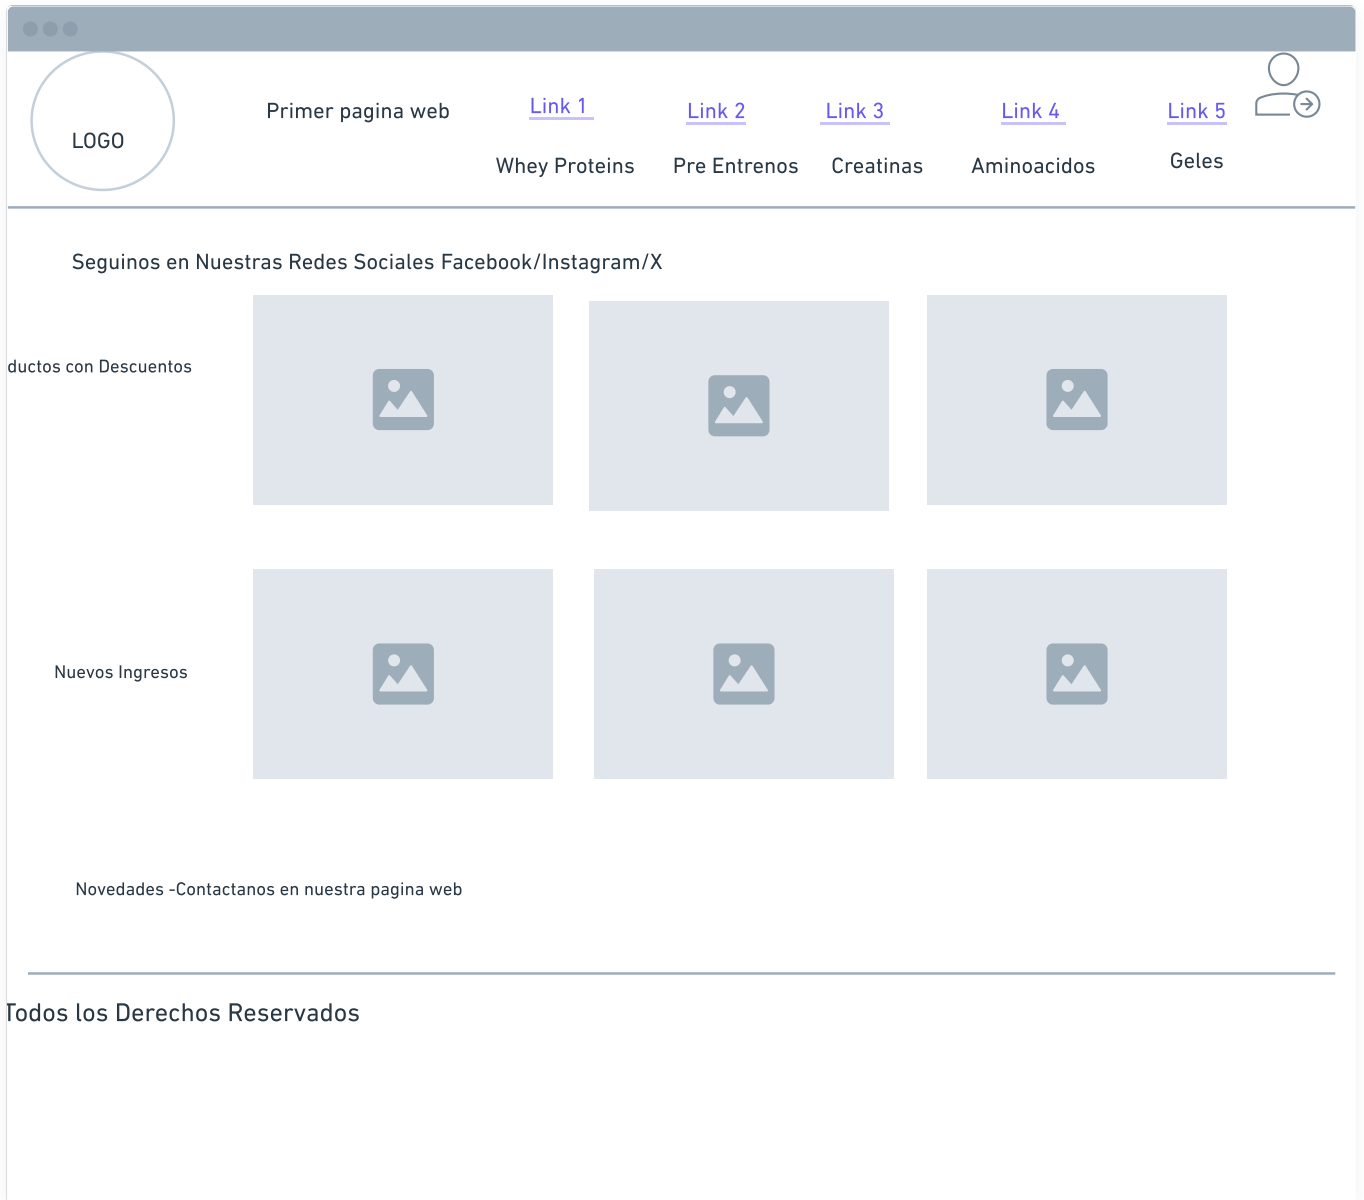 LOGO
Primer pagina web
Link 1
Link 2
Link 3
Link 4
Link 5
Whey Proteins
Pre Entrenos
Creatinas
Aminoacidos
Geles
Seguinos en Nuestras Redes Sociales Facebook/Instagram/X
ductos con Descuentos
Nuevos Ingresos
Novedades -Contactanos en nuestra pagina web
Todos los Derechos Reservados